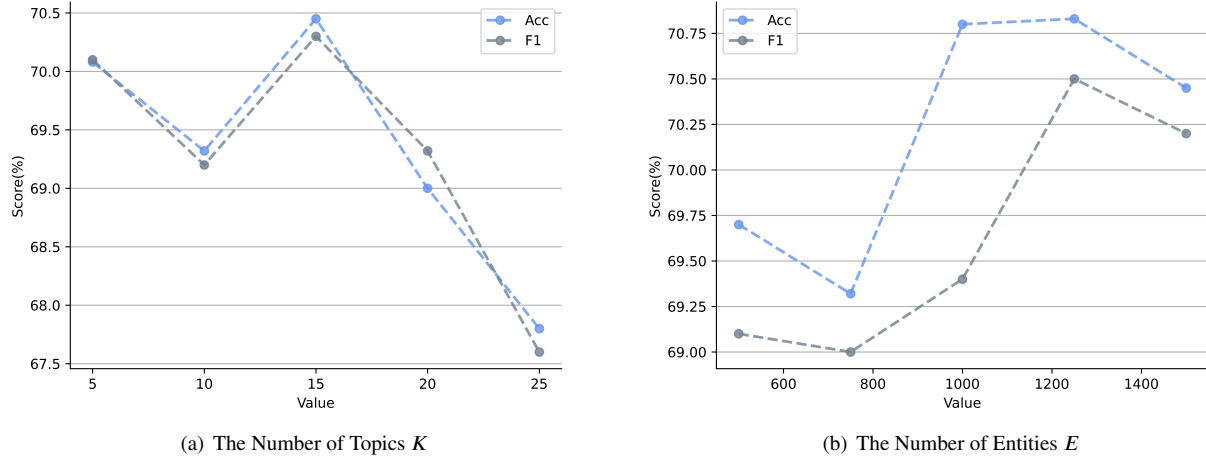 70.5
70.0
69.5
69.0
68.5
68.0
67.5
Score(%)
5
10
15
20
25
Value
Acc
F1
(a) The Number of Topics K
70.75
70.50
70.25
70.00
69.75
69.50
69.25
69.00
Score(%)
600
800
1000
1200
1400
Value
Acc
F1
(b) The Number of Entities E